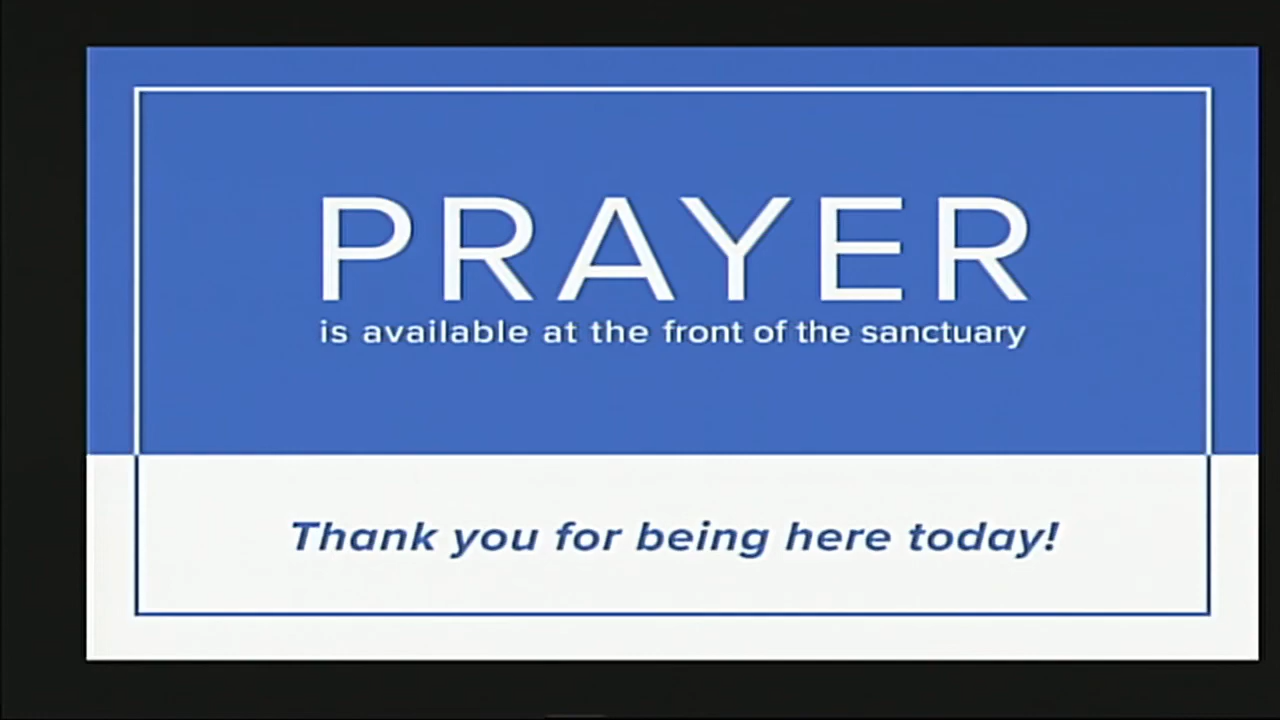 PRAYER
is available at the front of the sanctuary
Thank you for being here today!